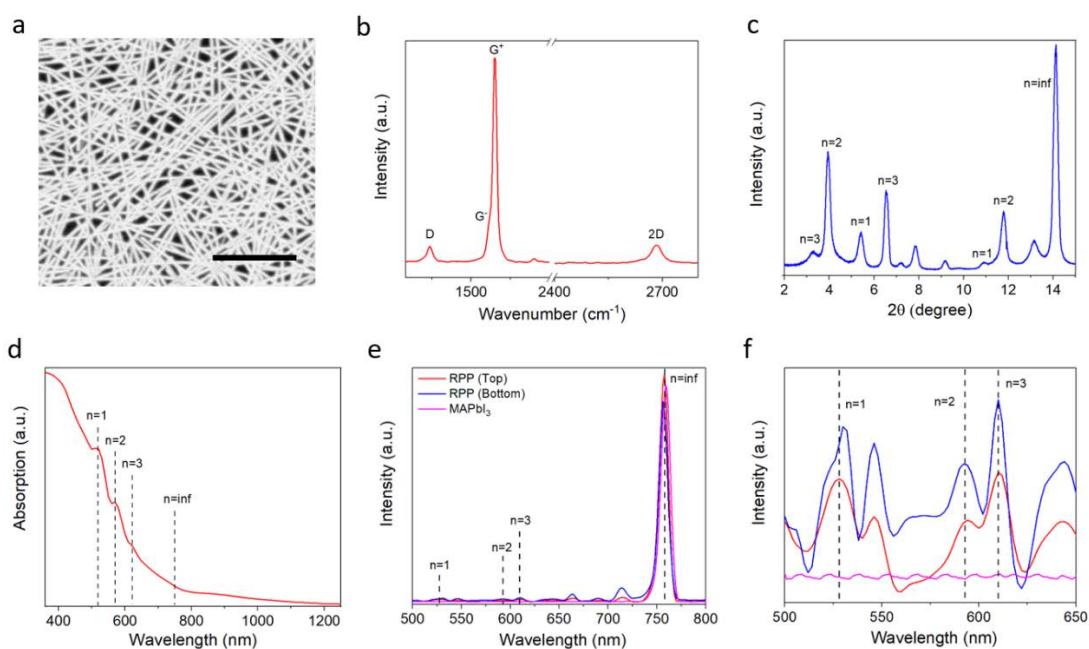 a
b
G⁺
G⁻
D
2D
Intensity (a.u.)
1500
2400
2700
Wavenumber (cm⁻¹)
c
n=inf
n=2
n=3
n=1
n=3
n=2
n=1
Intensity (a.u.)
2
4
6
8
10
12
14
2θ (degree)
d
n=1
n=2
n=3
n=inf
Absorption (a.u.)
400
600
800
1000
1200
Wavelength (nm)
e
RPP (Top)
RPP (Bottom)
MAPbI₃
n=inf
n=3
n=2
n=1
Intensity (a.u.)
500
550
600
650
700
750
800
Wavelength (nm)
f
n=1
n=2
n=3
Intensity (a.u.)
500
550
600
650
Wavelength (nm)